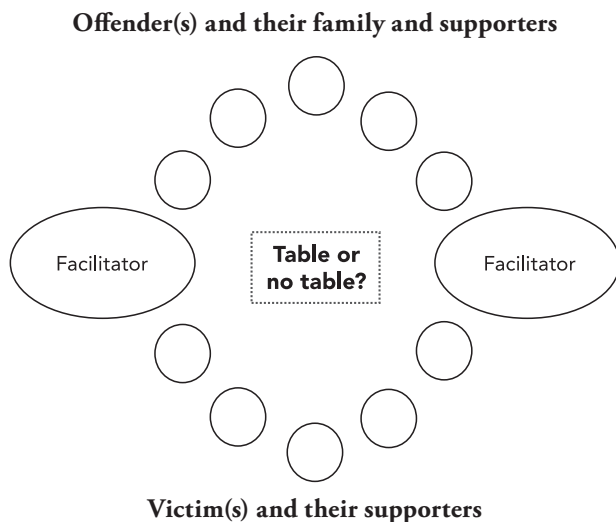 Offender(s) and their family and supporters
Facilitator
Table or
no table?
Facilitator
Victim(s) and their supporters